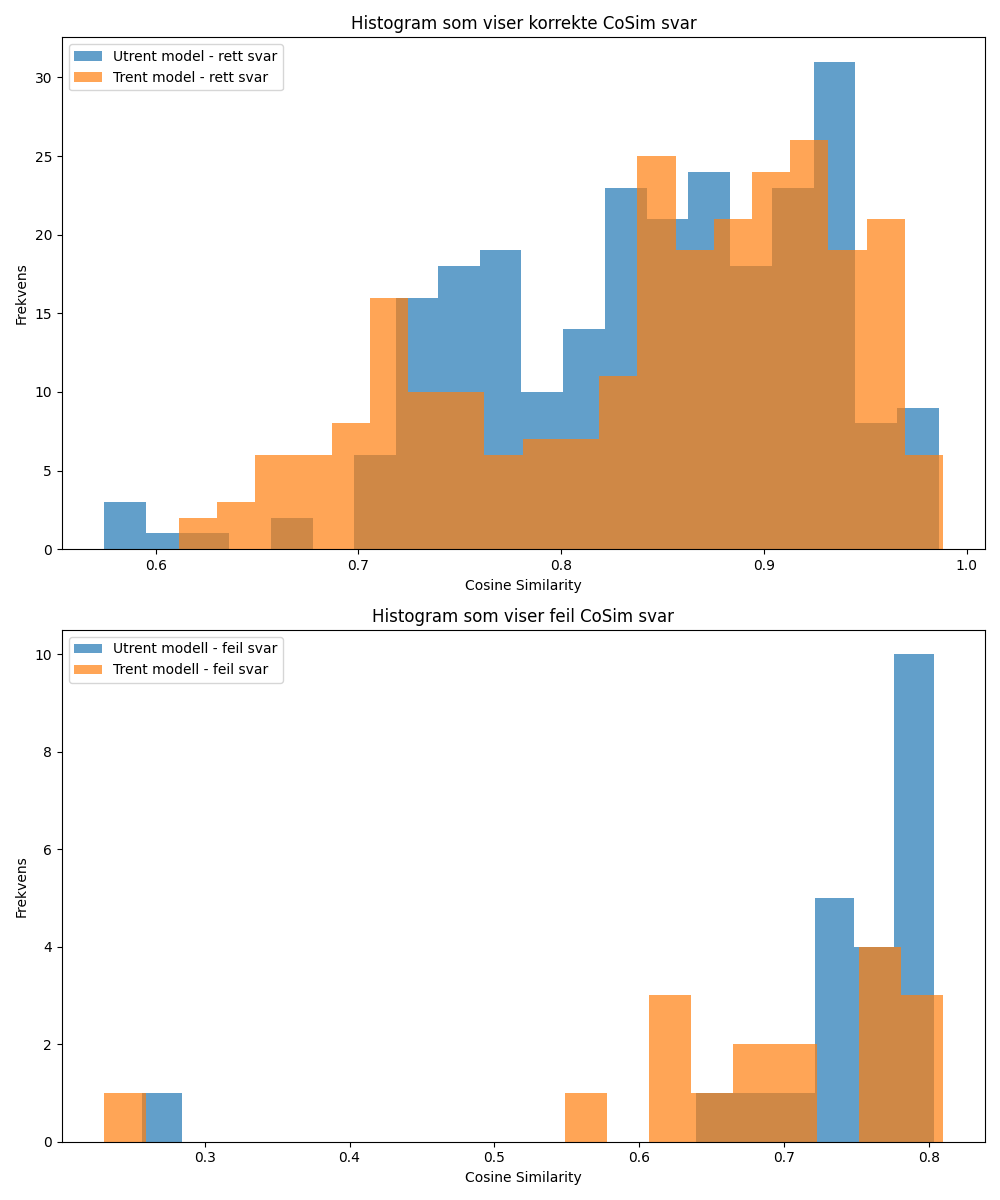 Histogram som viser korrekte CoSim svar
Utrent model - rett svar
Trent model - rett svar
30
25
20
15
10
5
0
Frekvens
0.6 0.7 0.8 0.9 1.0
Cosine Similarity
Histogram som viser feil CoSim svar
Utrent modell - feil svar
Trent modell - feil svar
10
8
6
4
2
0
Frekvens
0.3 0.4 0.5 0.6 0.7 0.8
Cosine Similarity